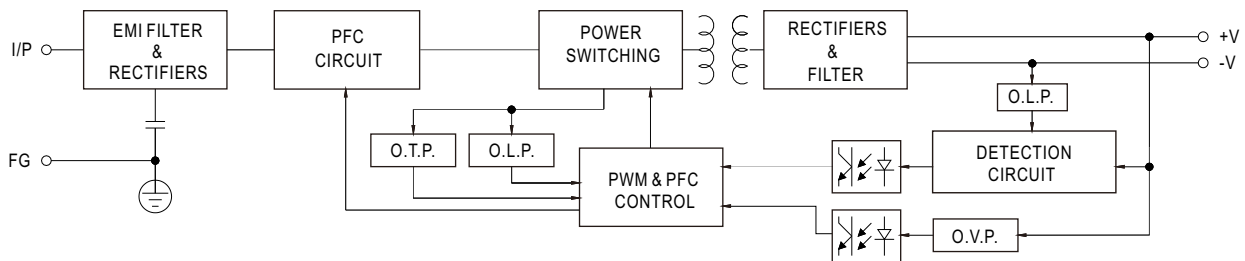 I/P
EMI FILTER
&
RECTIFIERS
PFC
CIRCUIT
POWER
SWITCHING
RECTIFIERS
&
FILTER
+V
-V
O.L.P.
FG
O.T.P.
O.L.P.
PWM & PFC
CONTROL
DETECTION
CIRCUIT
O.V.P.